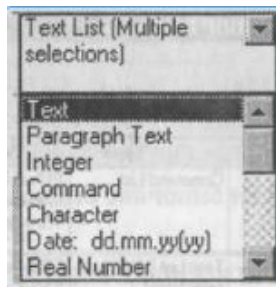 Text List (Multiple
selections)
Text
Paragraph Text
Integer
Command
Character
Date: dd.mm.yy(yy)
Real Number